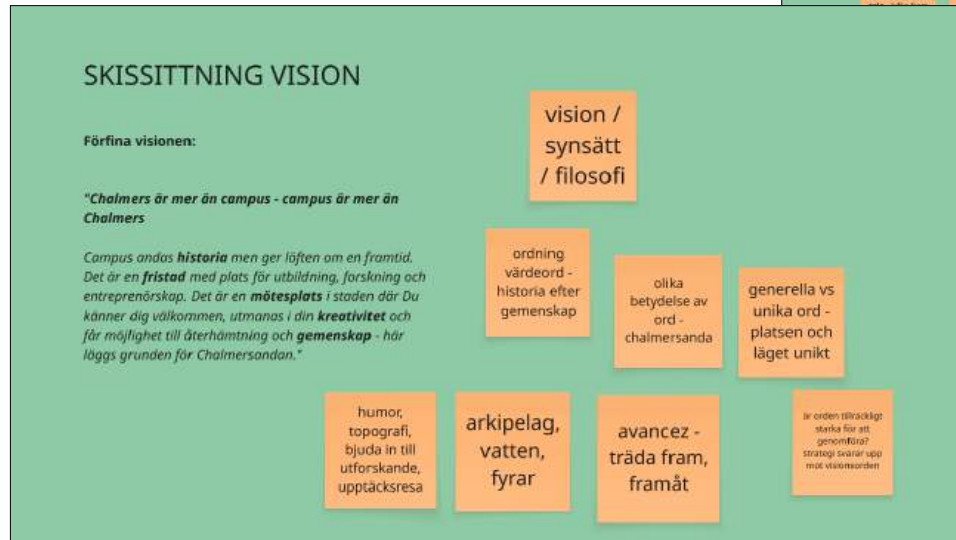 SKISSITTNING VISION
Förfina visionen:
"Chalmers är mer än campus - campus är mer än
Chalmers
Campus andas historia men ger löften om en framtid.
Det är en fristad med plats för utbildning, forskning och
entreprenörskap. Det är en mötesplats i staden där Du
känner dig välkommen, utmanas i din kreativitet och
får möjlighet till återhämtning och gemenskap - här
läggs grunden för Chalmersandan."
vision /
synsätt
/ filosofi
ordning
värdeord -
historia efter
gemenskap
olika
betydelse av
ord -
chalmersanda
generella vs
unika ord -
platsen och
läget unikt
humor,
topografi,
bjuda in till
utforskande,
upptäcksresa
arkipelag,
vatten,
fyrar
avancez -
träda fram,
framåt
är orden tillräckligt
starka för att
genomföra?
strategi svarar upp
mot visionsorden